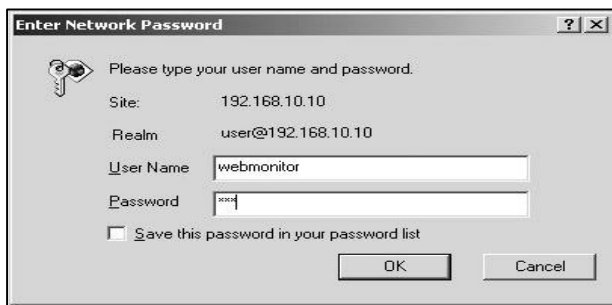 Enter Network Password
Please type your user name and password.
Site: 192.168.10.10
Realm user@192.168.10.10
User Name webmonitor
Password ***
Save this password in your password list
OK Cancel